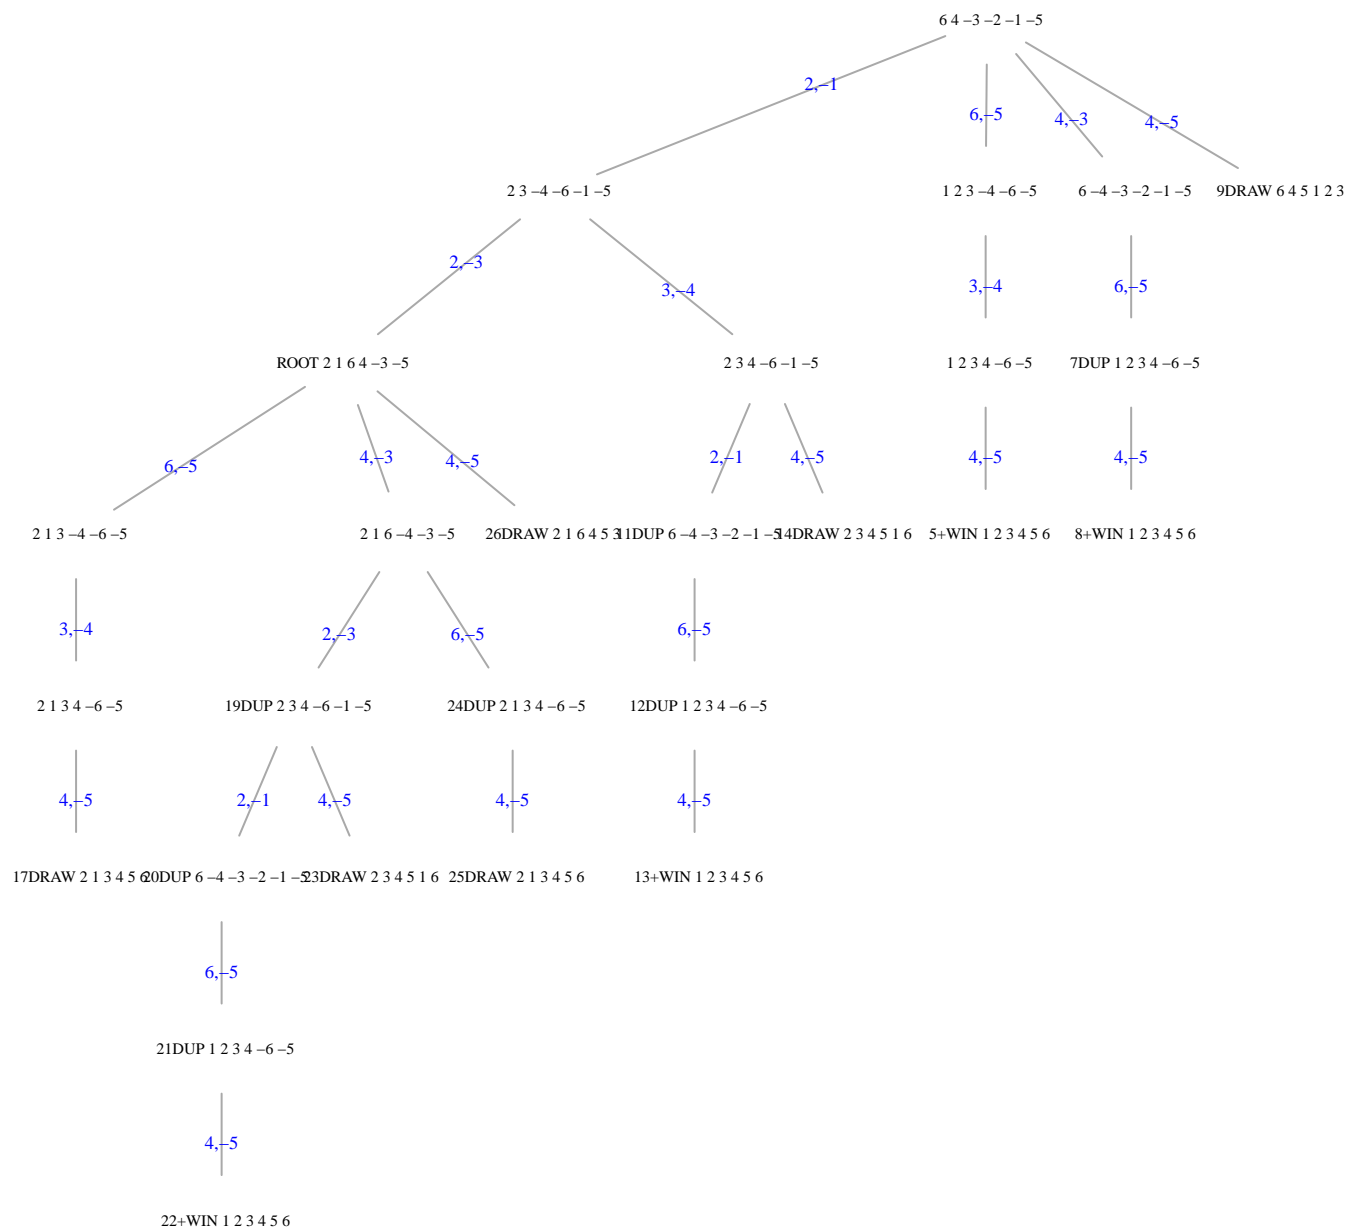 6 4 −3 −2 −1 −5
2,−1
6,−5
4,−3
4,−5
2 3 −4 −6 −1 −5
1 2 3 −4 −6 −5
6 −4 −3 −2 −1 −5
9DRAW 6 4 5 1 2 3
2,−3
3,−4
3,−4
6,−5
ROOT 2 1 6 4 −3 −5
2 3 4 −6 −1 −5
1 2 3 4 −6 −5
7DUP 1 2 3 4 −6 −5
6,−5
4,−3
4,−5
2,−1
4,−5
4,−5
4,−5
2 1 3 −4 −6 −5
2 1 6 −4 −3 −5
26DRAW 2 1 6 4 5 3
11DUP 6 −4 −3 −2 −1 −5
14DRAW 2 3 4 5 1 6
5+WIN 1 2 3 4 5 6
8+WIN 1 2 3 4 5 6
3,−4
2,−3
6,−5
6,−5
2 1 3 4 −6 −5
19DUP 2 3 4 −6 −1 −5
24DUP 2 1 3 4 −6 −5
12DUP 1 2 3 4 −6 −5
4,−5
2,−1
4,−5
4,−5
4,−5
17DRAW 2 1 3 4 5 6
20DUP 6 −4 −3 −2 −1 −5
23DRAW 2 3 4 5 1 6
25DRAW 2 1 3 4 5 6
13+WIN 1 2 3 4 5 6
6,−5
21DUP 1 2 3 4 −6 −5
4,−5
22+WIN 1 2 3 4 5 6